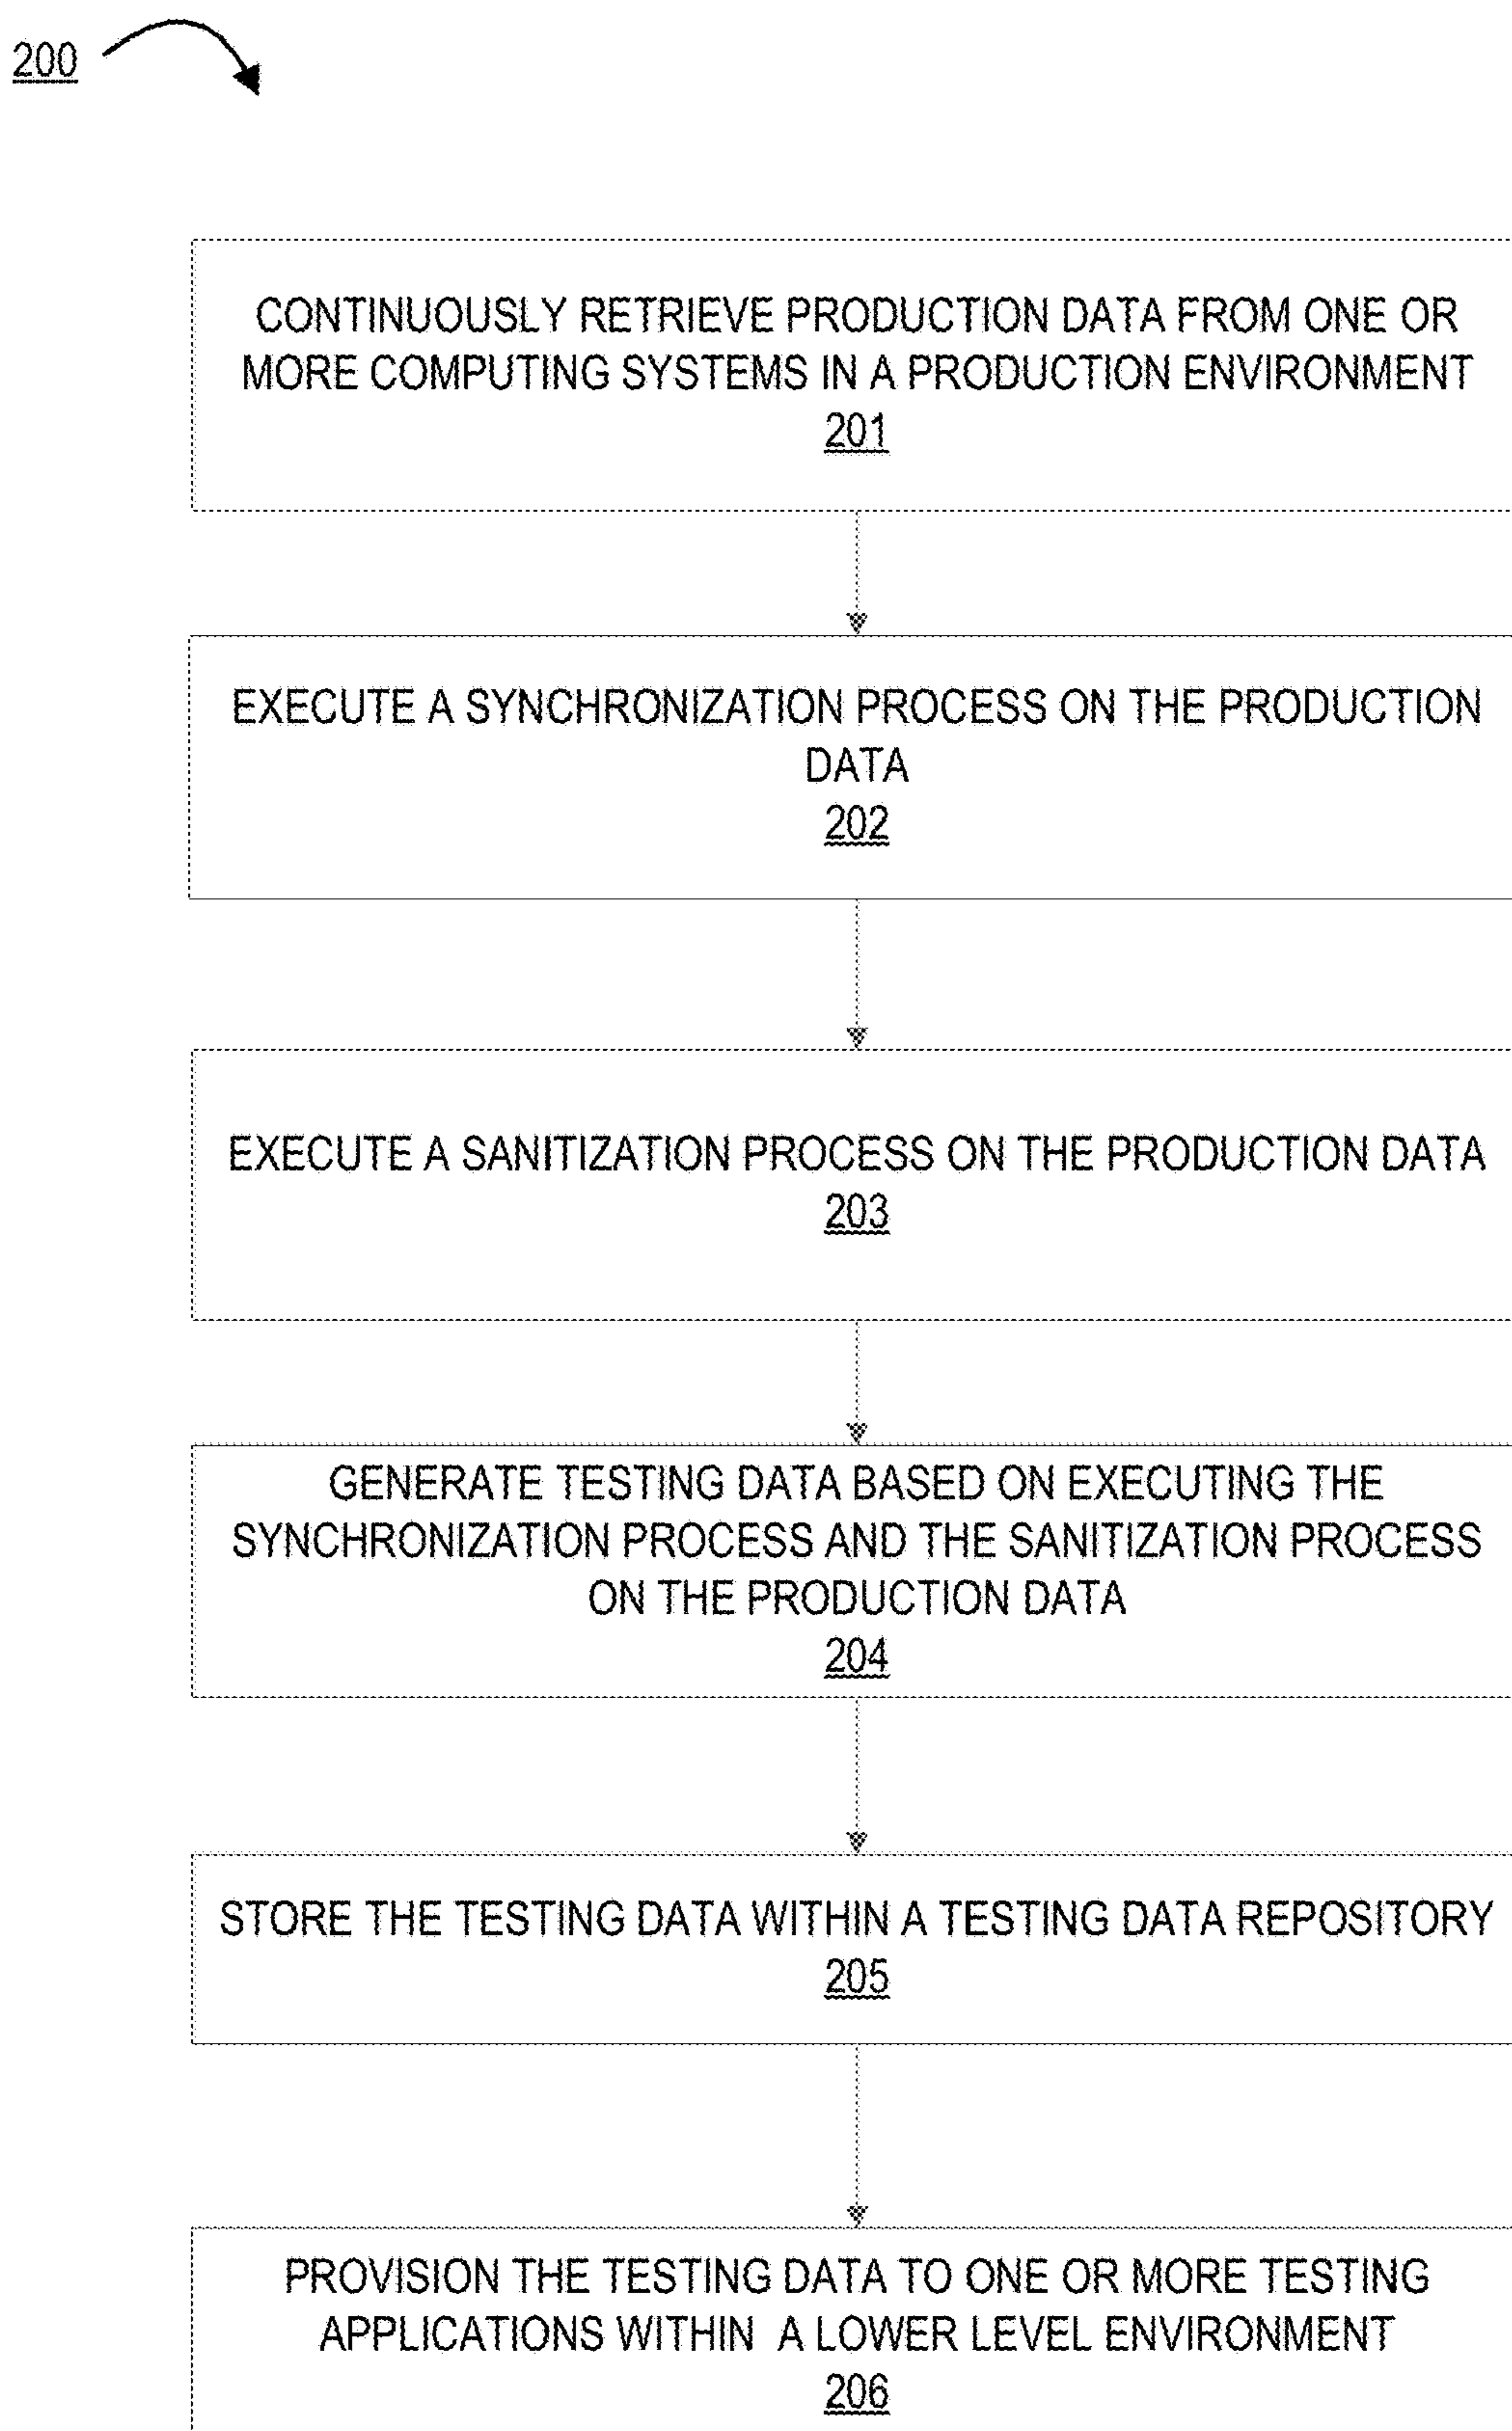 200
CONTINUOUSLY RETRIEVE PRODUCTION DATA FROM ONE OR
MORE COMPUTING SYSTEMS IN A PRODUCTION ENVIRONMENT
201
EXECUTE A SYNCHRONIZATION PROCESS ON THE PRODUCTION
DATA
202
EXECUTE A SANITIZATION PROCESS ON THE PRODUCTION DATA
203
GENERATE TESTING DATA BASED ON EXECUTING THE
SYNCHRONIZATION PROCESS AND THE SANITIZATION PROCESS
ON THE PRODUCTION DATA
204
STORE THE TESTING DATA WITHIN A TESTING DATA REPOSITORY
205
PROVISION THE TESTING DATA TO ONE OR MORE TESTING
APPLICATIONS WITHIN A LOWER LEVEL ENVIRONMENT
206